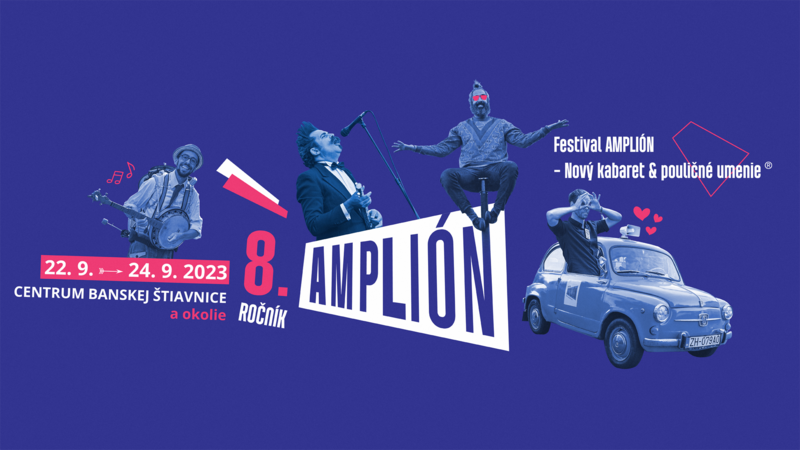 22. 9. 24. 9. 2023
CENTRUM BANSKEJ ŠTIAVNICE
a okolie
8.
ROČNÍK
AMPLIÓN
Festival AMPLIÓN
– Nový kabaret & pouličné umenie ®